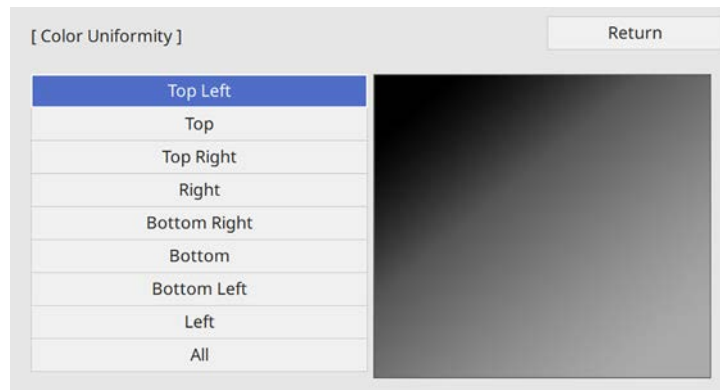 [ Color Uniformity ]
Return
Top Left
Top
Top Right
Right
Bottom Right
Bottom
Bottom Left
Left
All